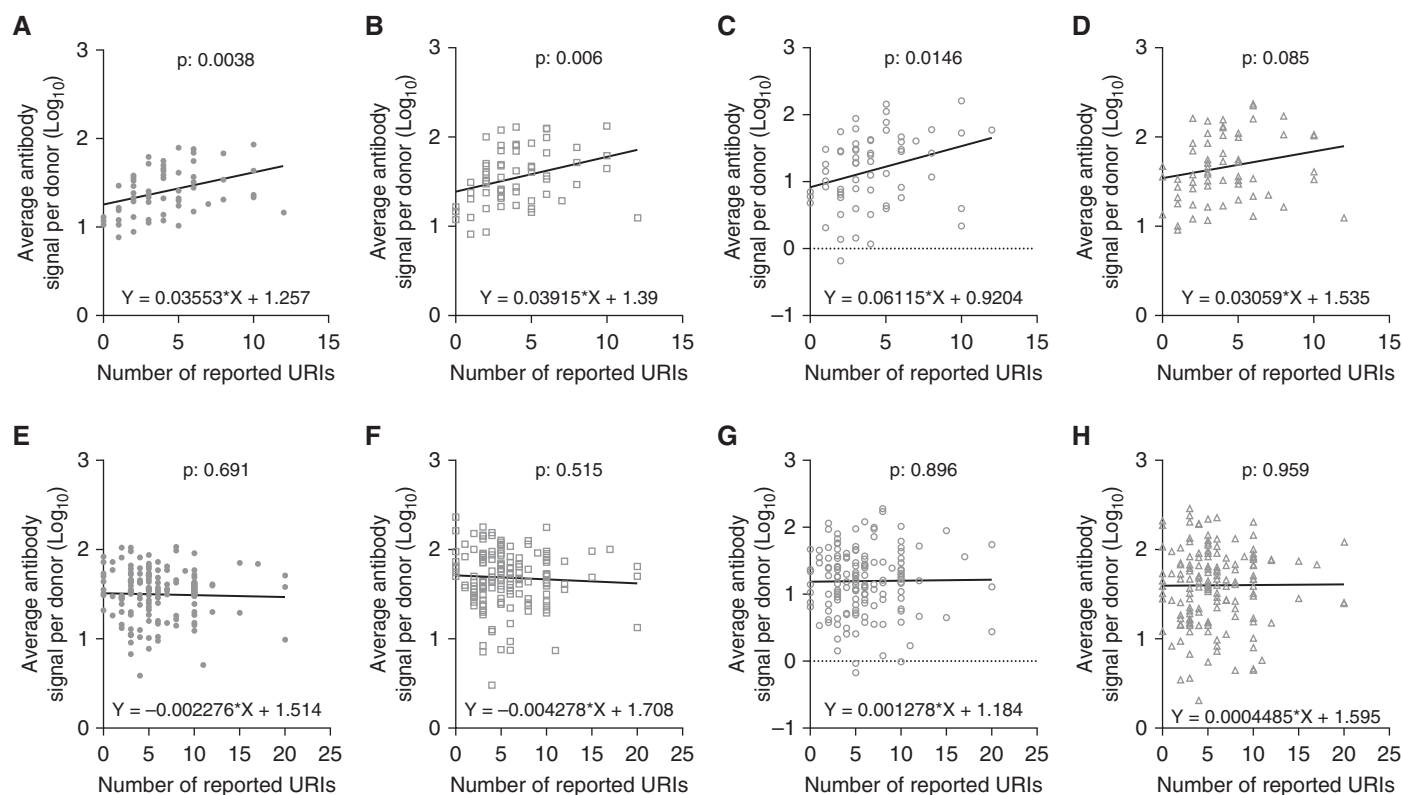 A
p: 0.0038
Average antibody
signal per donor (Log10)
3
2
1
0
Y = 0.03553*X + 1.257
0 5 10 15
Number of reported URIs
B
p: 0.006
Average antibody
signal per donor (Log10)
3
2
1
0
Y = 0.03915*X + 1.39
0 5 10 15
Number of reported URIs
C
p: 0.0146
Average antibody
signal per donor (Log10)
3
2
1
0
–1
Y = 0.06115*X + 0.9204
0 5 10 15
Number of reported URIs
D
p: 0.085
Average antibody
signal per donor (Log10)
3
2
1
0
Y = 0.03059*X + 1.535
0 5 10 15
Number of reported URIs
E
p: 0.691
Average antibody
signal per donor (Log10)
3
2
1
0
Y = –0.002276*X + 1.514
0 5 10 15 20 25
Number of reported URIs
F
p: 0.515
Average antibody
signal per donor (Log10)
3
2
1
0
Y = –0.004278*X + 1.708
0 5 10 15 20 25
Number of reported URIs
G
p: 0.896
Average antibody
signal per donor (Log10)
3
2
1
0
–1
Y = 0.001278*X + 1.184
0 5 10 15 20 25
Number of reported URIs
H
p: 0.959
Average antibody
signal per donor (Log10)
3
2
1
0
Y = 0.0004485*X + 1.595
0 5 10 15 20 25
Number of reported URIs